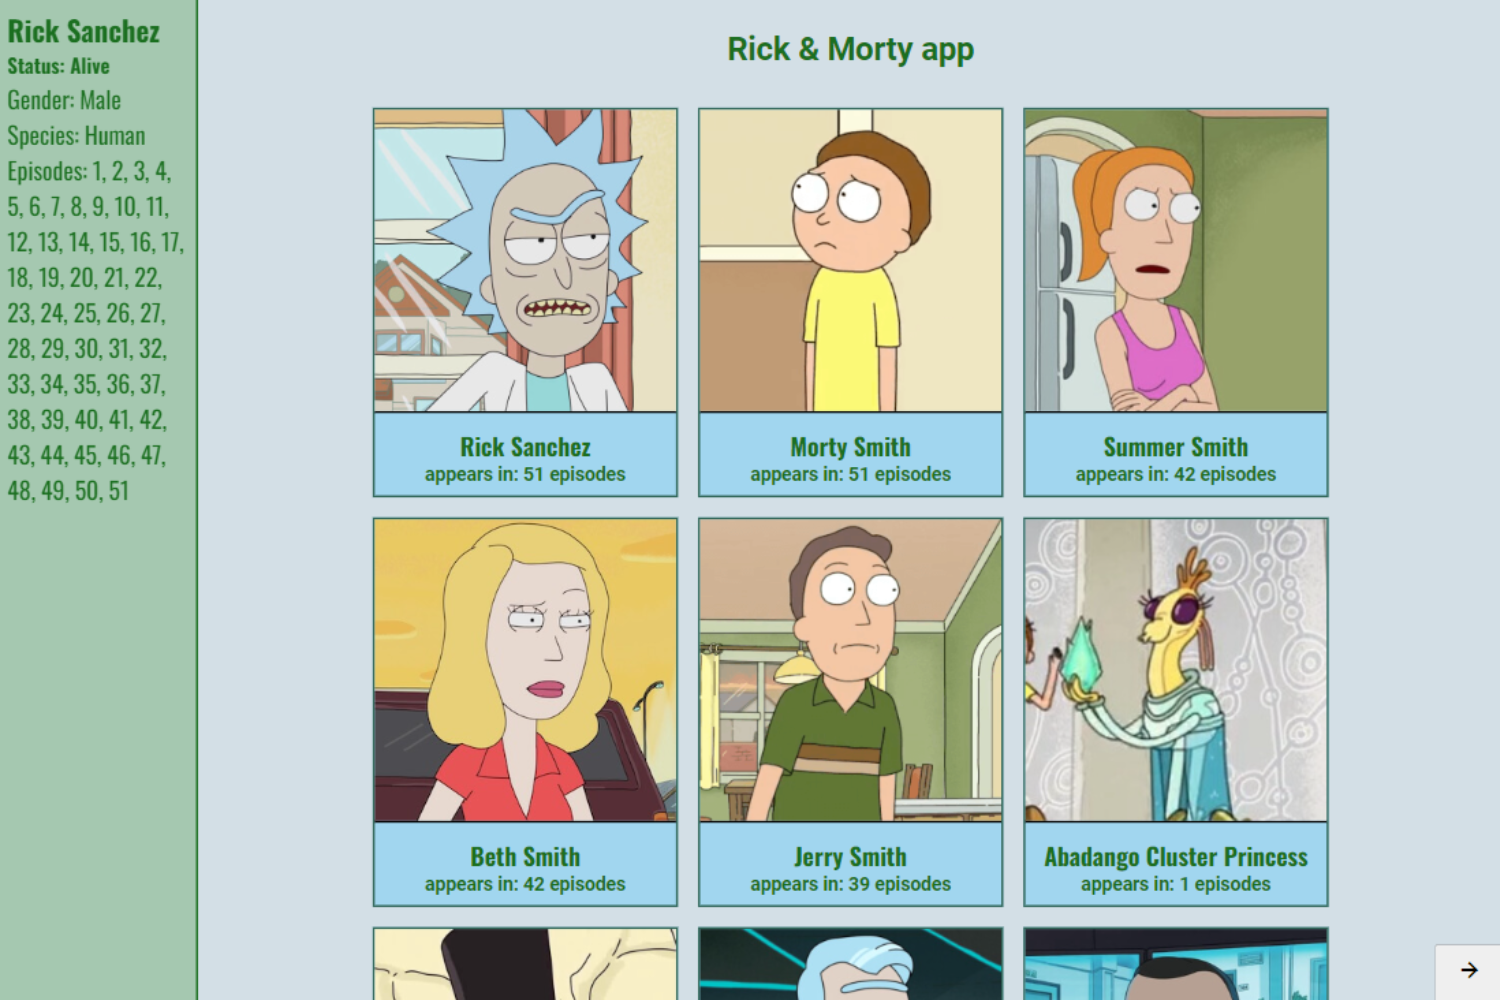 Rick Sanchez
Status: Alive
Gender: Male
Species: Human
Episodes: 1, 2, 3, 4,
5, 6, 7, 8, 9, 10, 11,
12, 13, 14, 15, 16, 17,
18, 19, 20, 21, 22,
23, 24, 25, 26, 27,
28, 29, 30, 31, 32,
33, 34, 35, 36, 37,
38, 39, 40, 41, 42,
43, 44, 45, 46, 47,
48, 49, 50, 51
Rick & Morty app
Rick Sanchez
appears in: 51 episodes
Morty Smith
appears in: 51 episodes
Summer Smith
appears in: 42 episodes
Beth Smith
appears in: 42 episodes
Jerry Smith
appears in: 39 episodes
Abadango Cluster Princess
appears in: 1 episodes